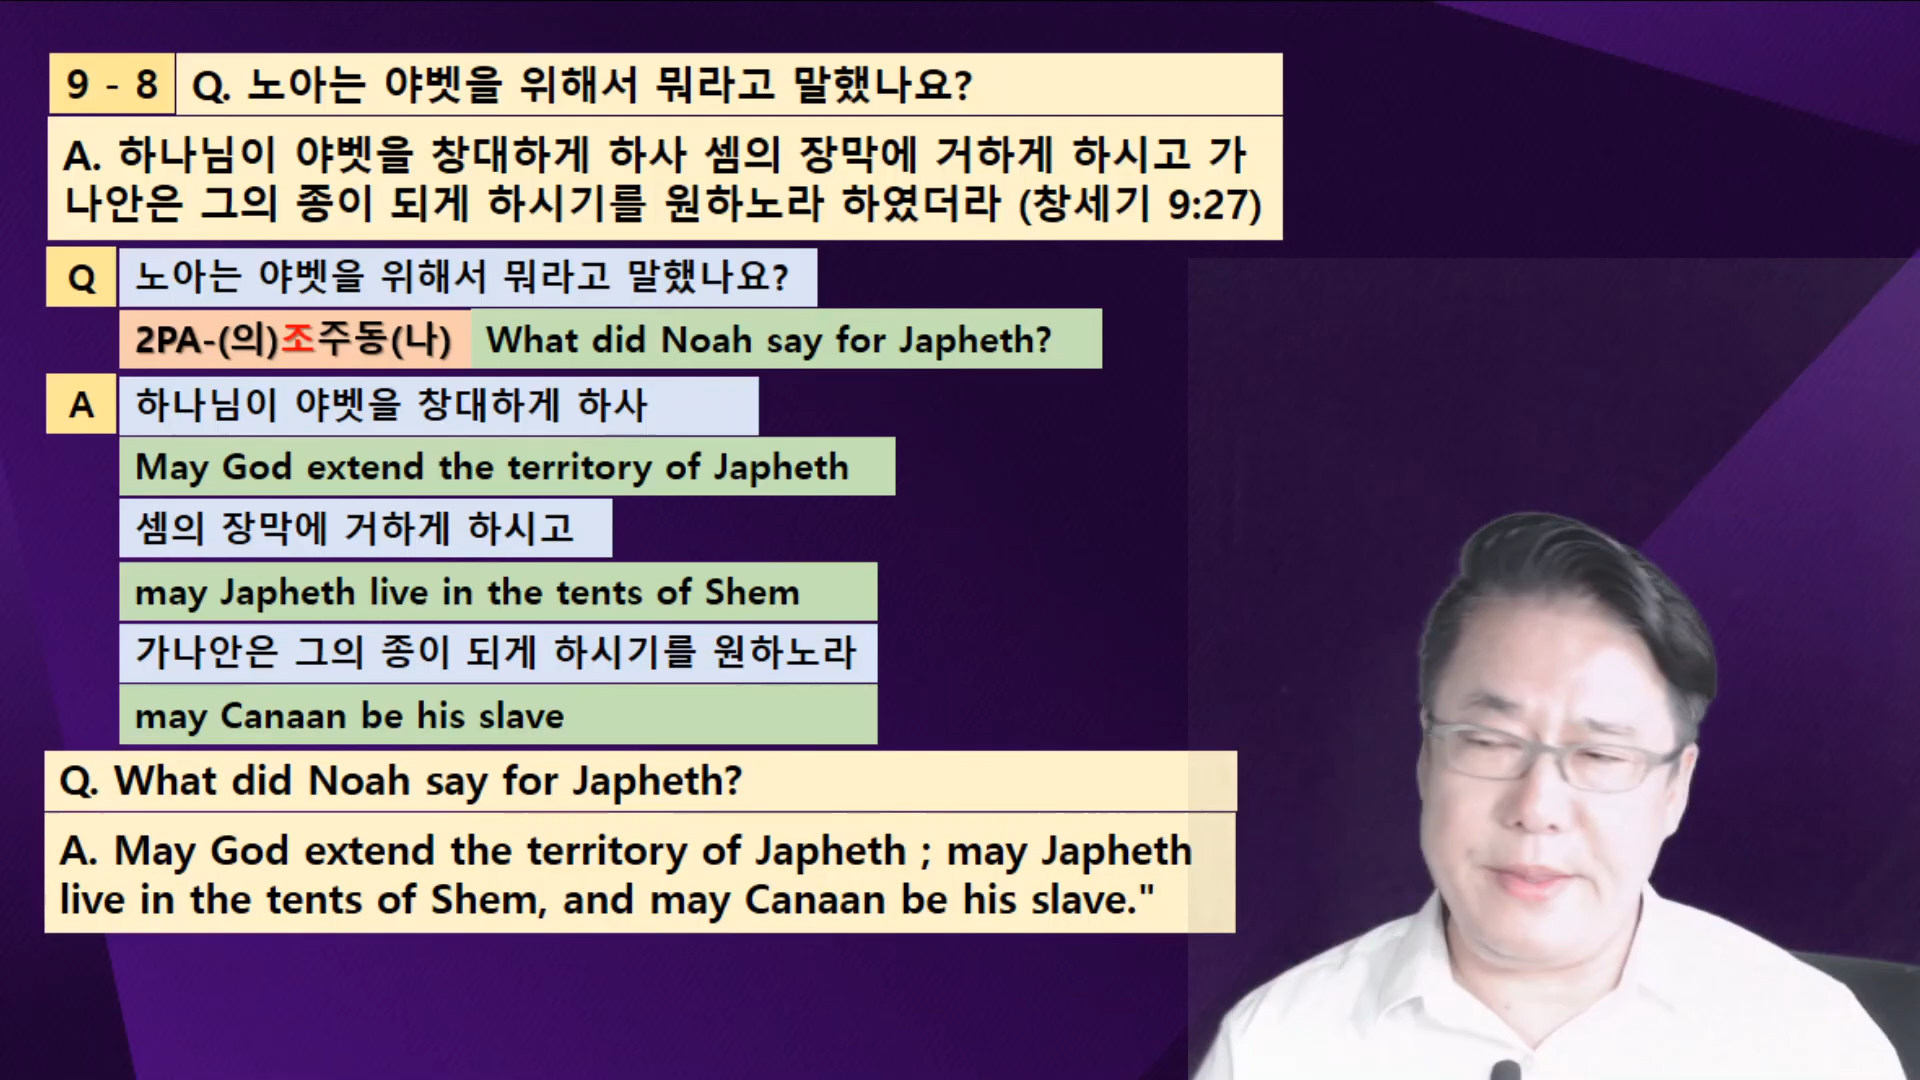 9 - 8 Q. 노아는 야벳을 위해서 뭐라고 말했나요?
A. 하나님이 야벳을 창대하게 하사 셈의 장막에 거하게 하시고 가
나안은 그의 종이 되게 하시기를 원하노라 하였더라 (창세기 9:27)
Q 노아는 야벳을 위해서 뭐라고 말했나요?
2PA-(의)조주동(나) What did Noah say for Japheth?
A 하나님이 야벳을 창대하게 하사
May God extend the territory of Japheth
셈의 장막에 거하게 하시고
may Japheth live in the tents of Shem
가나안은 그의 종이 되게 하시기를 원하노라
may Canaan be his slave
Q. What did Noah say for Japheth?
A. May God extend the territory of Japheth ; may Japheth
live in the tents of Shem, and may Canaan be his slave."